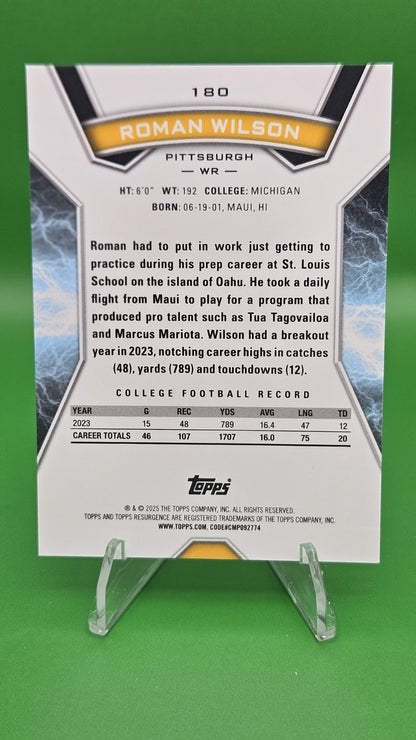 180
ROMAN WILSON
PITTSBURGH
— WR —
HT: 6'0" WT: 192 COLLEGE: MICHIGAN
BORN: 06-19-01, MAUI, HI
Roman had to put in work just getting to
practice during his prep career at St. Louis
School on the island of Oahu. He took a daily
flight from Maui to play for a program that
produced pro talent such as Tua Tagovailoa
and Marcus Mariota. Wilson had a breakout
year in 2023, notching career highs in catches
(48), yards (789) and touchdowns (12).
COLLEGE FOOTBALL RECORD
YEAR G REC YDS AVG LNG TD
2023 15 48 789 16.4 47 12
CAREER TOTALS 46 107 1707 16.0 75 20
Topps
® & © 2025 THE TOPPS COMPANY, INC. ALL RIGHTS RESERVED.
TOPPS AND TOPPS RESURGENCE ARE REGISTERED TRADEMARKS OF THE TOPPS COMPANY, INC.
WWW.TOPPS.COM. CODE#CMP092774